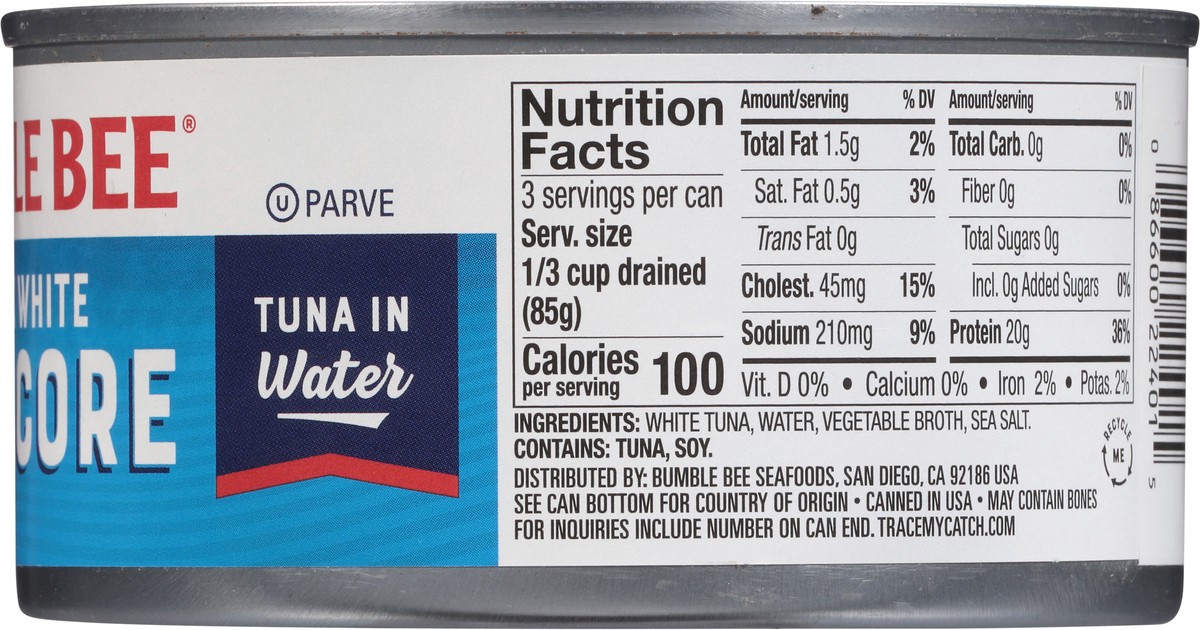 LE BEE®
U PARVE
WHITE
CORE
TUNA IN
Water
Nutrition
Facts
3 servings per can
Serv. size
1/3 cup drained
(85g)
Calories
per serving 100
Amount/serving % DV
Total Fat 1.5g 2%
Sat. Fat 0.5g 3%
Trans Fat 0g
Cholest. 45mg 15%
Sodium 210mg 9%
Amount/serving % DV
Total Carb. 0g 0%
Fiber 0g 0%
Total Sugars 0g
Incl. 0g Added Sugars 0%
Protein 20g 36%
Vit. D 0% • Calcium 0% • Iron 2% • Potas. 2%
INGREDIENTS: WHITE TUNA, WATER, VEGETABLE BROTH, SEA SALT.
CONTAINS: TUNA, SOY.
DISTRIBUTED BY: BUMBLE BEE SEAFOODS, SAN DIEGO, CA 92186 USA
SEE CAN BOTTOM FOR COUNTRY OF ORIGIN • CANNED IN USA • MAY CONTAIN BONES
FOR INQUIRIES INCLUDE NUMBER ON CAN END. TRACEMYCATCH.COM
RECYCLE
ME
0 86600 22401 5